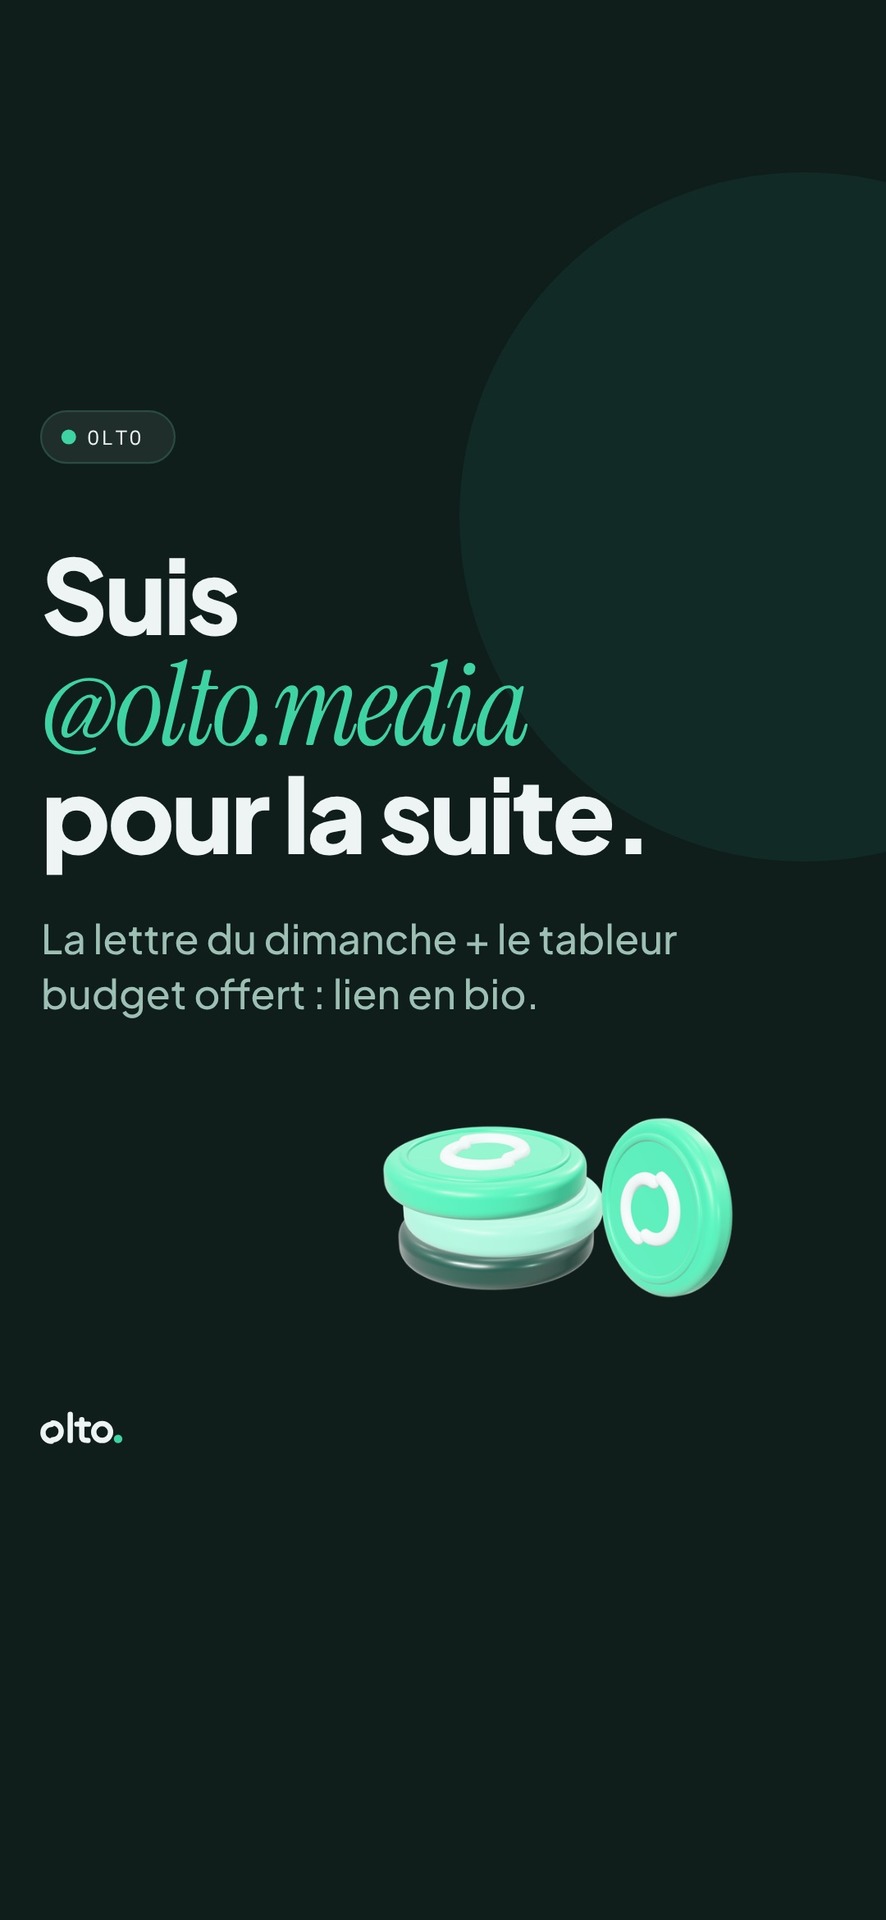 OLTO
Suis
@olto.media
pour la suite.
La lettre du dimanche + le tableur
budget offert : lien en bio.
olto.